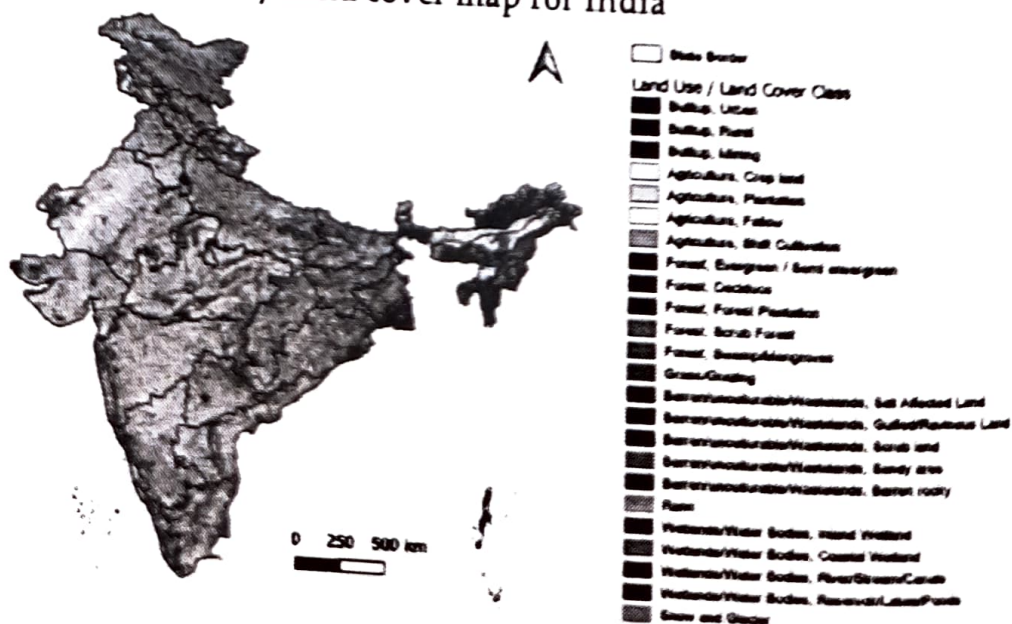 cover map for India
State Border
Land Use / Land Cover Class
Builtup, Urban
Builtup, Rural
Builtup, Mining
Agriculture, Crop land
Agriculture, Plantation
Agriculture, Fallow
Agriculture, Shift Cultivation
Forest, Evergreen / Semi evergreen
Forest, Deciduous
Forest, Forest Plantation
Forest, Scrub Forest
Forest, Swamp/Mangroves
Grass/Grazing
Barren/unculturable/Wastelands, Salt Affected Land
Barren/unculturable/Wastelands, Gullied/Ravinous Land
Barren/unculturable/Wastelands, Scrub land
Barren/unculturable/Wastelands, Sandy area
Barren/unculturable/Wastelands, Barren rocky
Rann
Wetlands/Water Bodies, Inland Wetland
Wetlands/Water Bodies, Coastal Wetland
Wetlands/Water Bodies, River/Stream/Canals
Wetlands/Water Bodies, Reservoir/Lakes/Ponds
Snow and Glacier
0 250 500 km